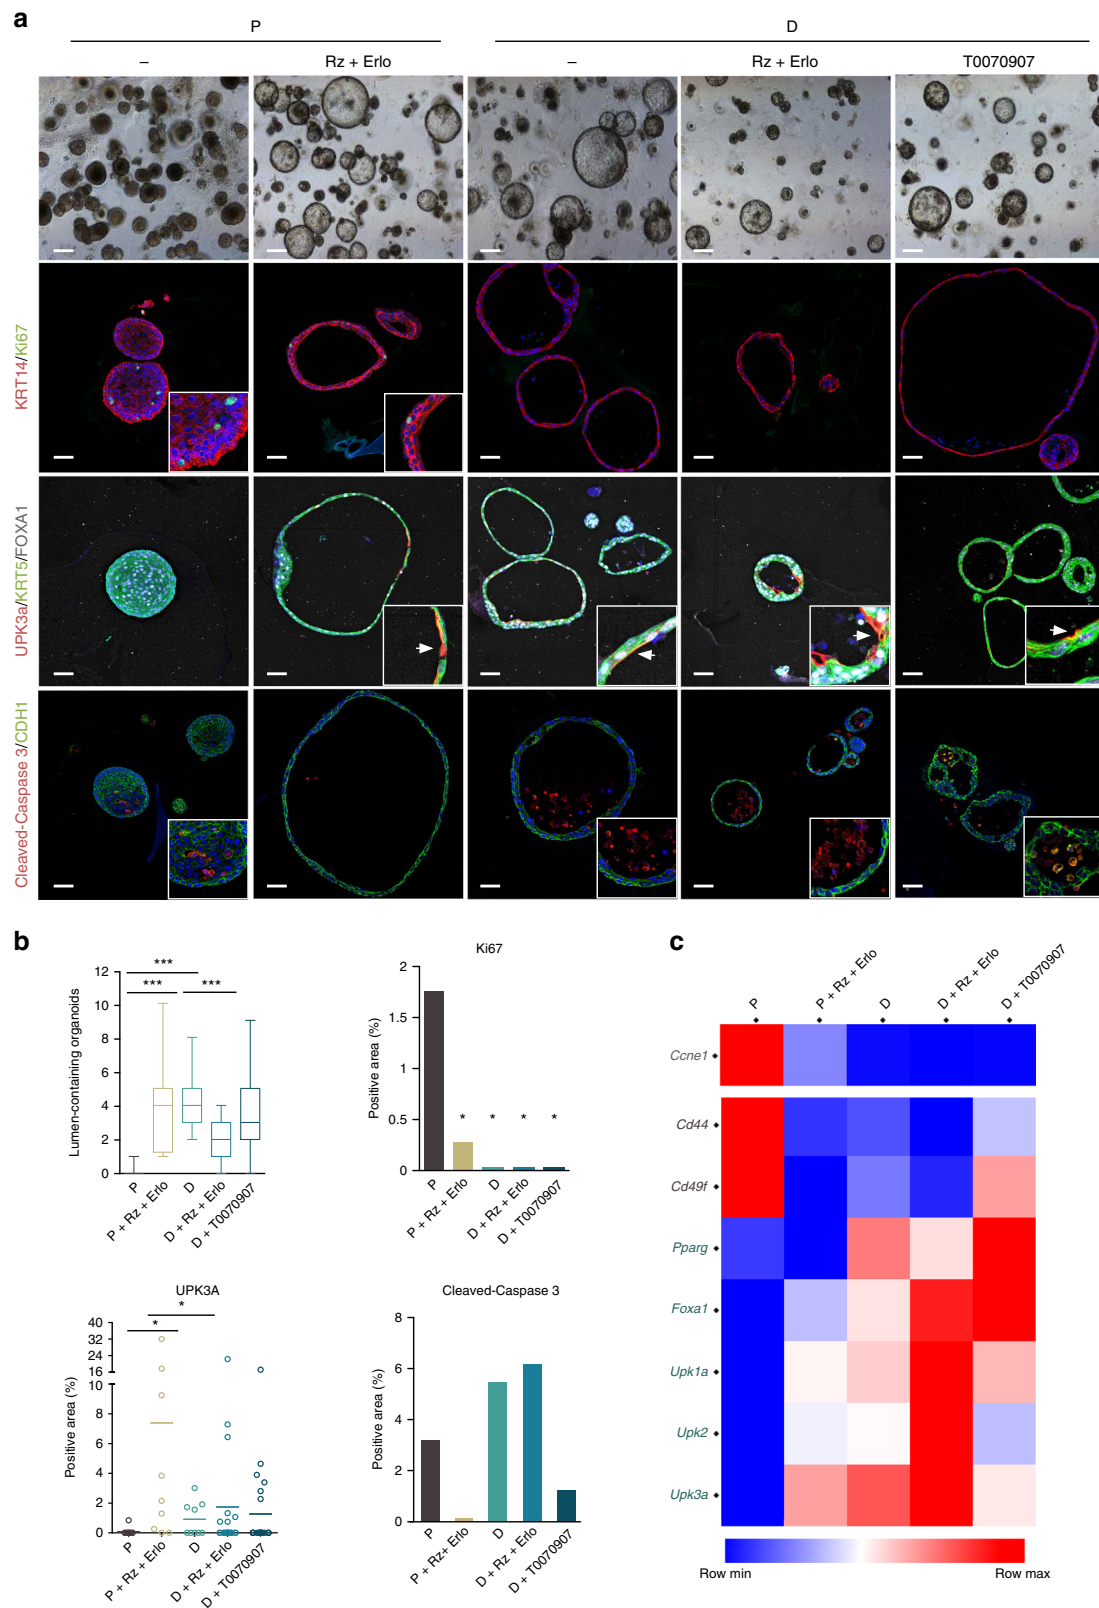 a
P
D
–
Rz + Erlo
–
Rz + Erlo
T0070907
KRT14/Ki67
UPK3a/KRT5/FOXA1
Cleaved-Caspase 3/CDH1
b
Lumen-containing organoids
12
10
8
6
4
2
0
***
***
***
P
P + Rz + Erlo
D
D + Rz + Erlo
D + T0070907
Ki67
Positive area (%)
2
1.5
1
0.5
0
* * * *
P
P + Rz + Erlo
D
D + Rz + Erlo
D + T0070907
UPK3A
Positive area (%)
40
32
24
16
10
8
6
4
2
0
*
*
P
P + Rz + Erlo
D
D + Rz + Erlo
D + T0070907
Cleaved-Caspase 3
Positive area (%)
8
6
4
2
0
P
P + Rz + Erlo
D
D + Rz + Erlo
D + T0070907
c
P
P + Rz + Erlo
D
D + Rz + Erlo
D + T0070907
Ccne1
Cd44
Cd49f
Pparg
Foxa1
Upk1a
Upk2
Upk3a
Row min
Row max